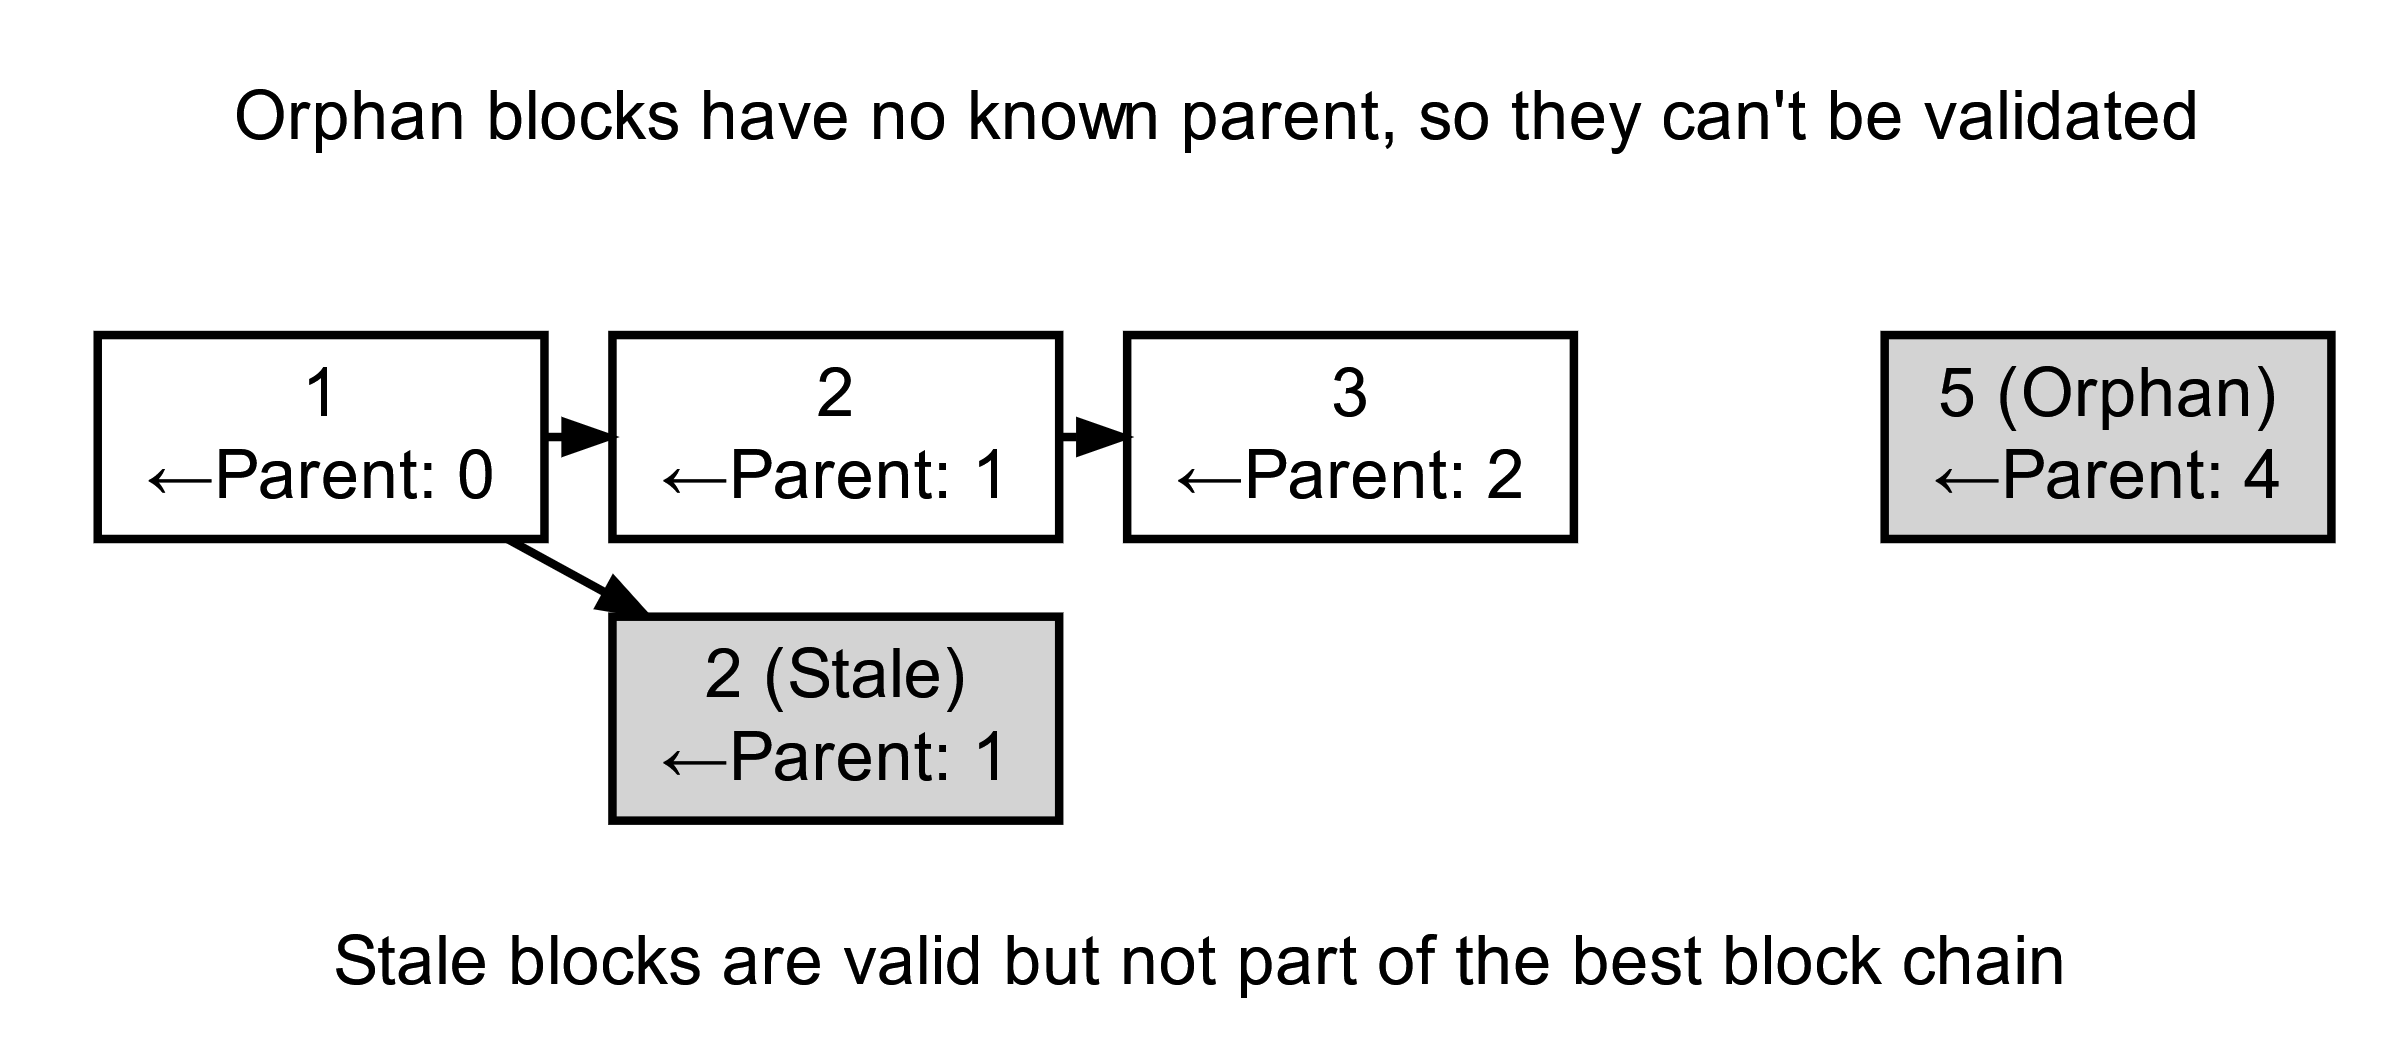 Orphan blocks have no known parent, so they can't be validated
1
←Parent: 0
2
←Parent: 1
3
←Parent: 2
5 (Orphan)
←Parent: 4
2 (Stale)
←Parent: 1
Stale blocks are valid but not part of the best block chain